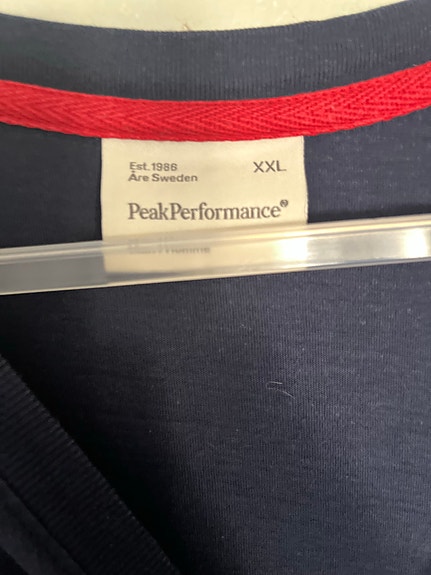 Est.1986
XXL
Åre Sweden
PeakPerformance